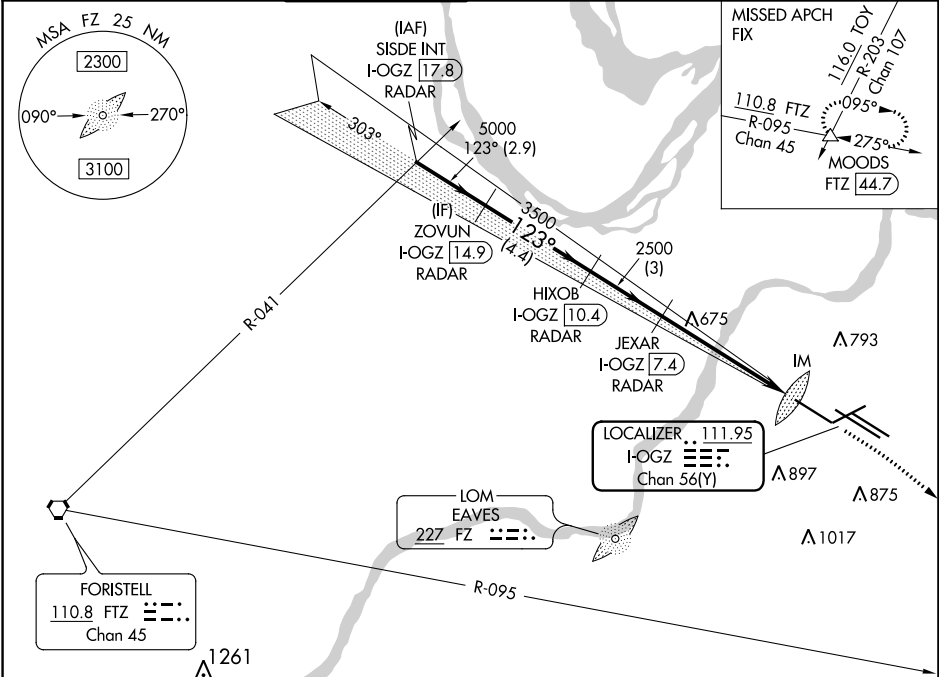 MSA FZ 25 NM
2300
090°
270°
3100
(IAF)
SISDE INT
I-OGZ 17.8
RADAR
303°
5000
123° (2.9)
(IF)
ZOVUN
I-OGZ 14.9
RADAR
3500
123°
(4.4)
2500
(3)
HIXOB
I-OGZ 10.4
RADAR
JEXAR
I-OGZ 7.4
RADAR
675
793
IM
MISSED APCH
FIX
116.0 TOY
R-203
Chan 107
110.8 FTZ
R-095
Chan 45
095°
275°
MOODS
FTZ 44.7
R-041
LOCALIZER 111.95
I-OGZ
Chan 56(Y)
897
875
1017
LOM
EAVES
227 FZ
R-095
FORISTELL
110.8 FTZ
Chan 45
1261